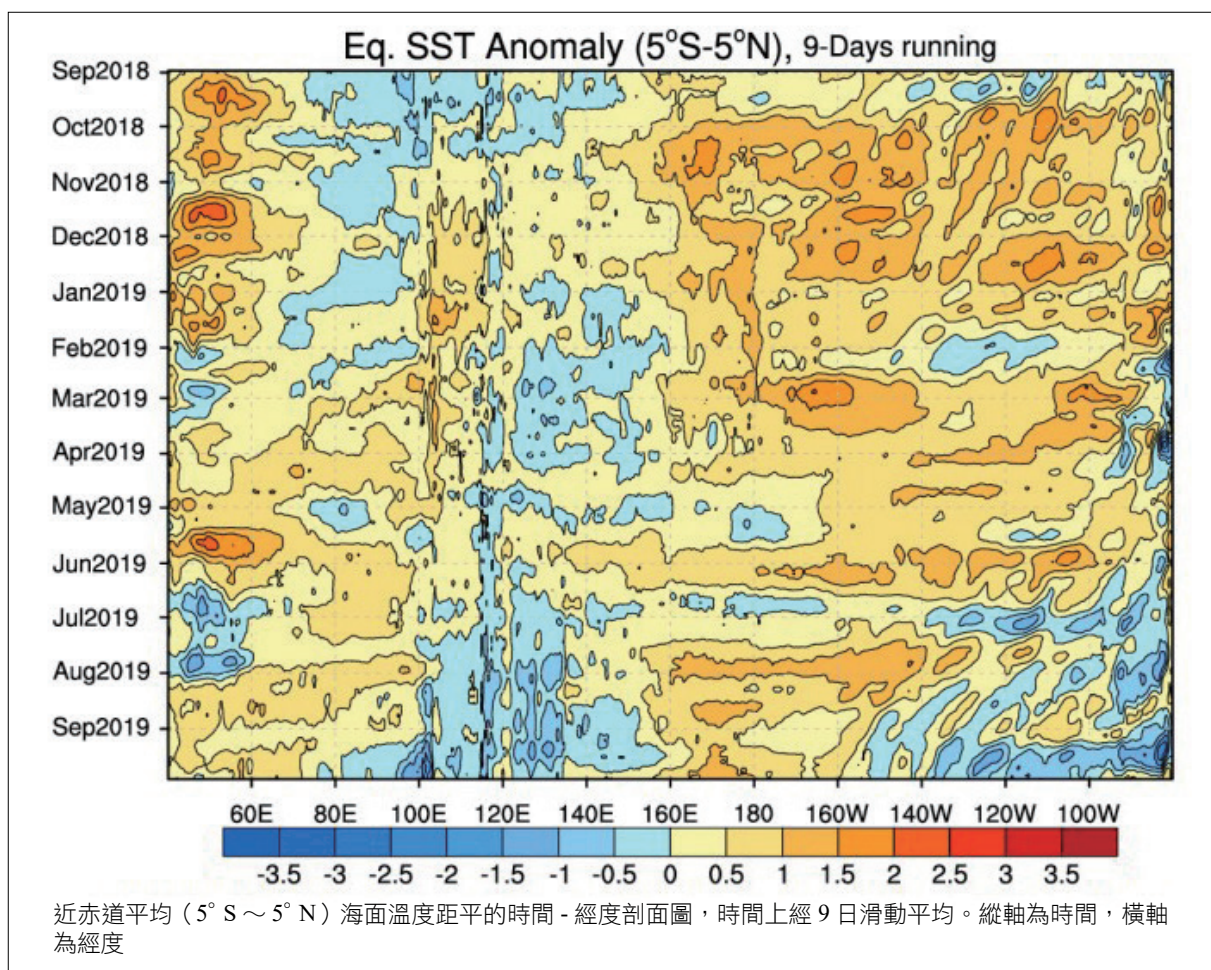 Eq. SST Anomaly (5°S-5°N), 9-Days running
Sep2018
Oct2018
Nov2018
Dec2018
Jan2019
Feb2019
Mar2019
Apr2019
May2019
Jun2019
Jul2019
Aug2019
Sep2019
60E 80E 100E 120E 140E 160E 180 160W 140W 120W 100W
-3.5 -3 -2.5 -2 -1.5 -1 -0.5 0 0.5 1 1.5 2 2.5 3 3.5
近赤道平均（5° S ～ 5° N）海面溫度距平的時間 - 經度剖面圖，時間上經 9 日滑動平均。縱軸為時間，橫軸
為經度